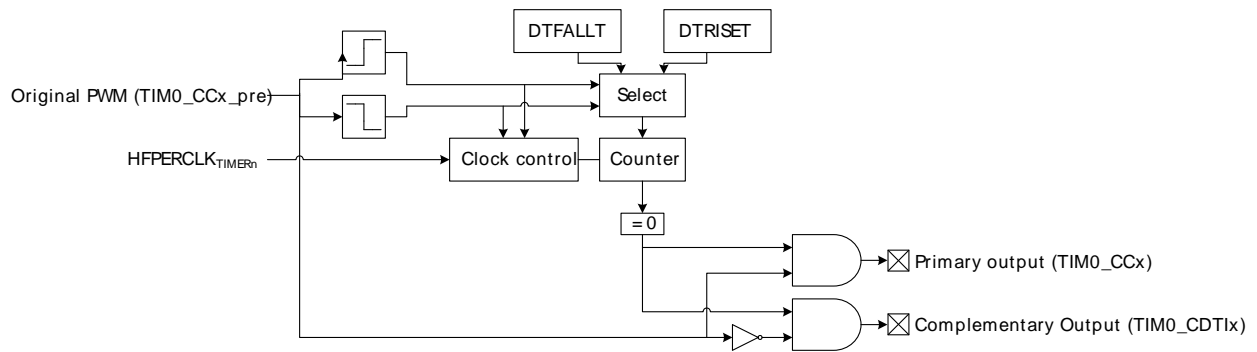 DTFALLT
DTRISET
Original PWM (TIM0_CCx_pre)
Select
HFPERCLKTIMERn
Clock control
Counter
= 0
Primary output (TIM0_CCx)
Complementary Output (TIM0_CDTIx)